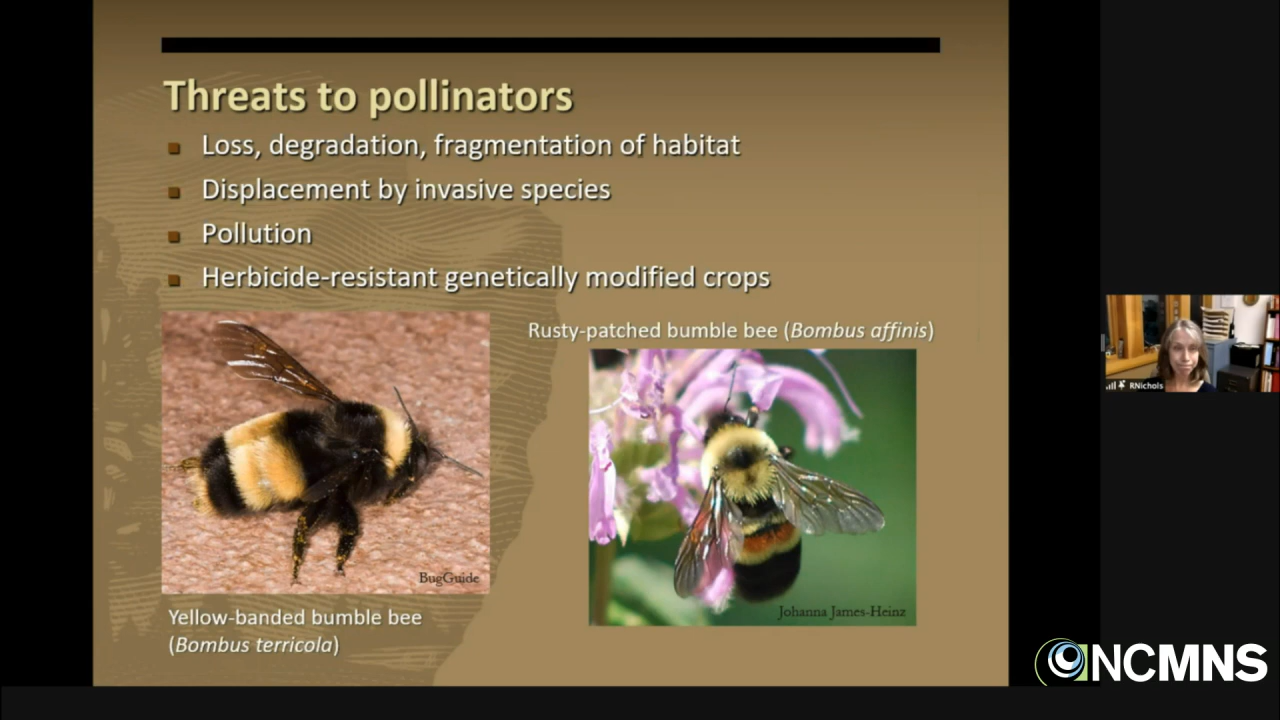 Threats to pollinators
Loss, degradation, fragmentation of habitat
Displacement by invasive species
Pollution
Herbicide-resistant genetically modified crops
Rusty-patched bumble bee (Bombus affinis)
BugGuide
Johanna James-Heinz
Yellow-banded bumble bee
(Bombus terricola)
RNichols
NCMNS